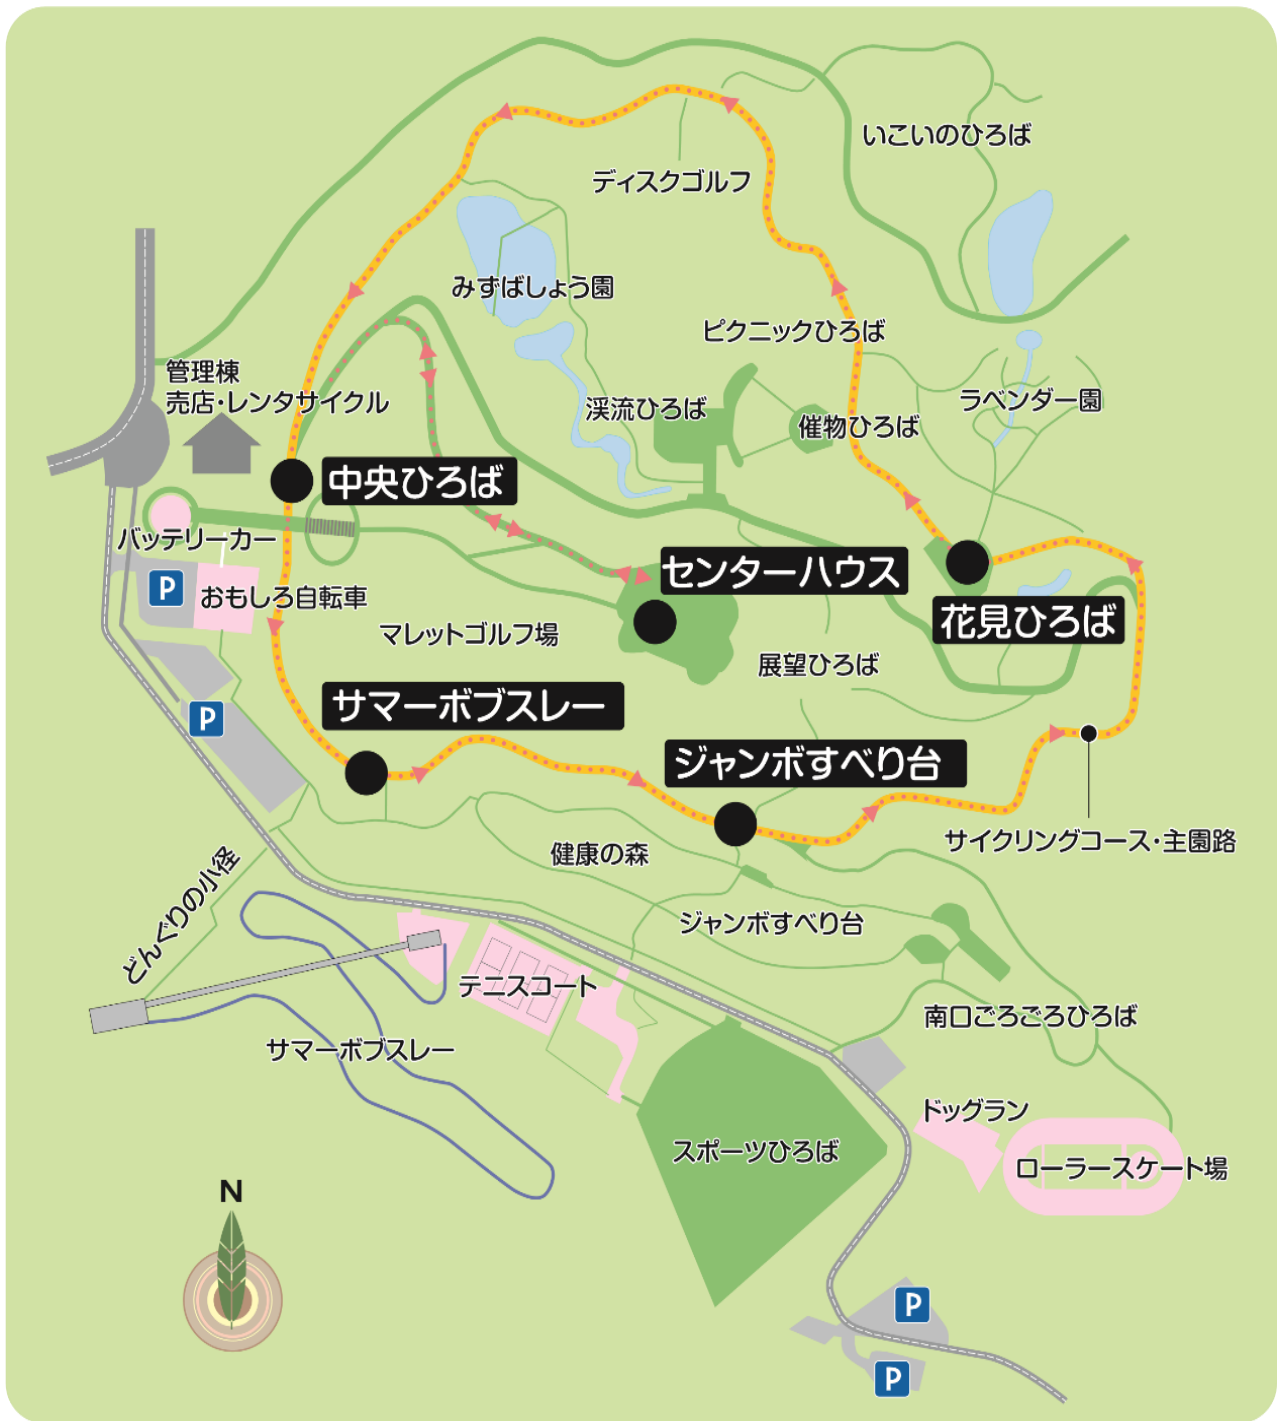 いこいのひろば
ディスクゴルフ
みずばしょう園
ピクニックひろば
管理棟
売店・レンタサイクル
渓流ひろば
催物ひろば
ラベンダー園
中央ひろば
バッテリーカー
P
おもしろ自転車
センターハウス
花見ひろば
マレットゴルフ場
展望ひろば
サマーボブスレー
P
ジャンボすべり台
サイクリングコース・主園路
健康の森
どんぐりの小径
ジャンボすべり台
テニスコート
南口ごろごろひろば
サマーボブスレー
ドッグラン
スポーツひろば
ローラースケート場
N
P
P